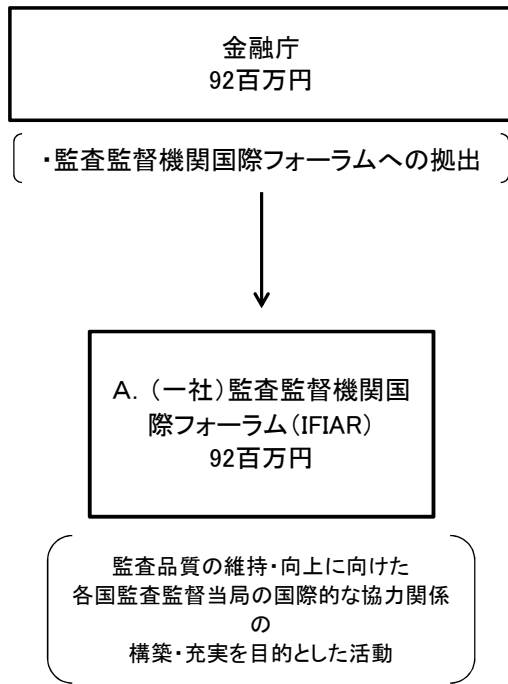 金融庁
92百万円
・監査監督機関国際フォーラムへの拠出
A. (一社)監査監督機関国
際フォーラム(IFIAR)
92百万円
監査品質の維持・向上に向けた
各国監査監督当局の国際的な協力関係
の
構築・充実を目的とした活動